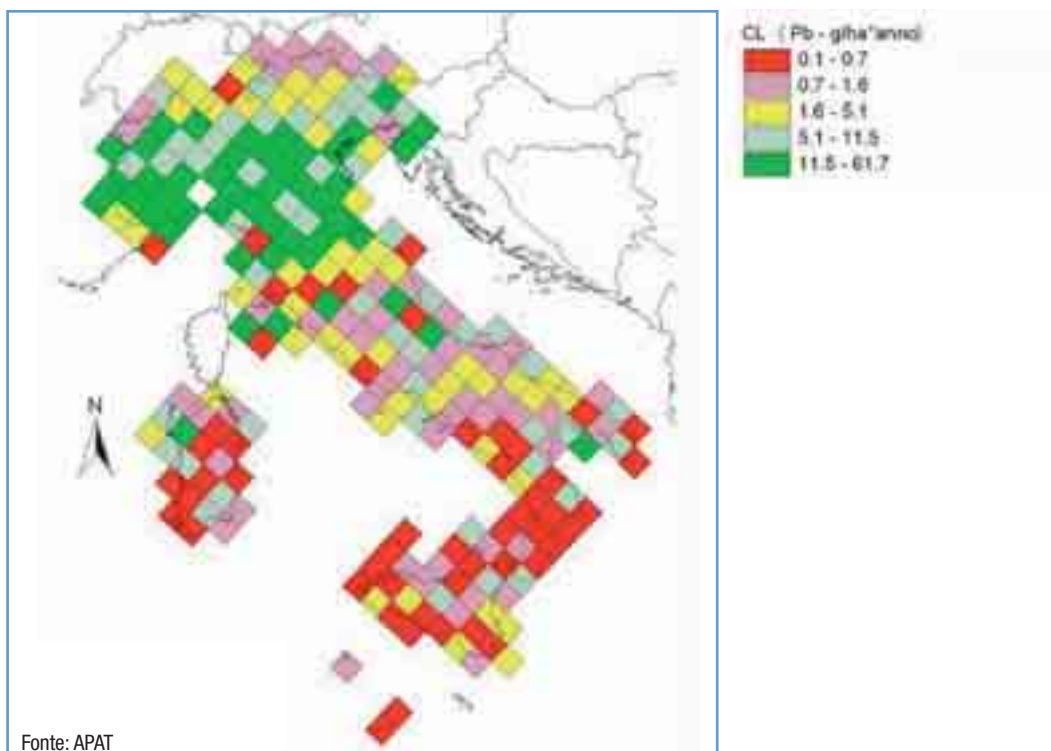 CL ( Pb - g/ha*anno)
0.1 - 0.7
0.7 - 1.6
1.6 - 5.1
5.1 - 11.5
11.5 - 61.7
N
Fonte: APAT